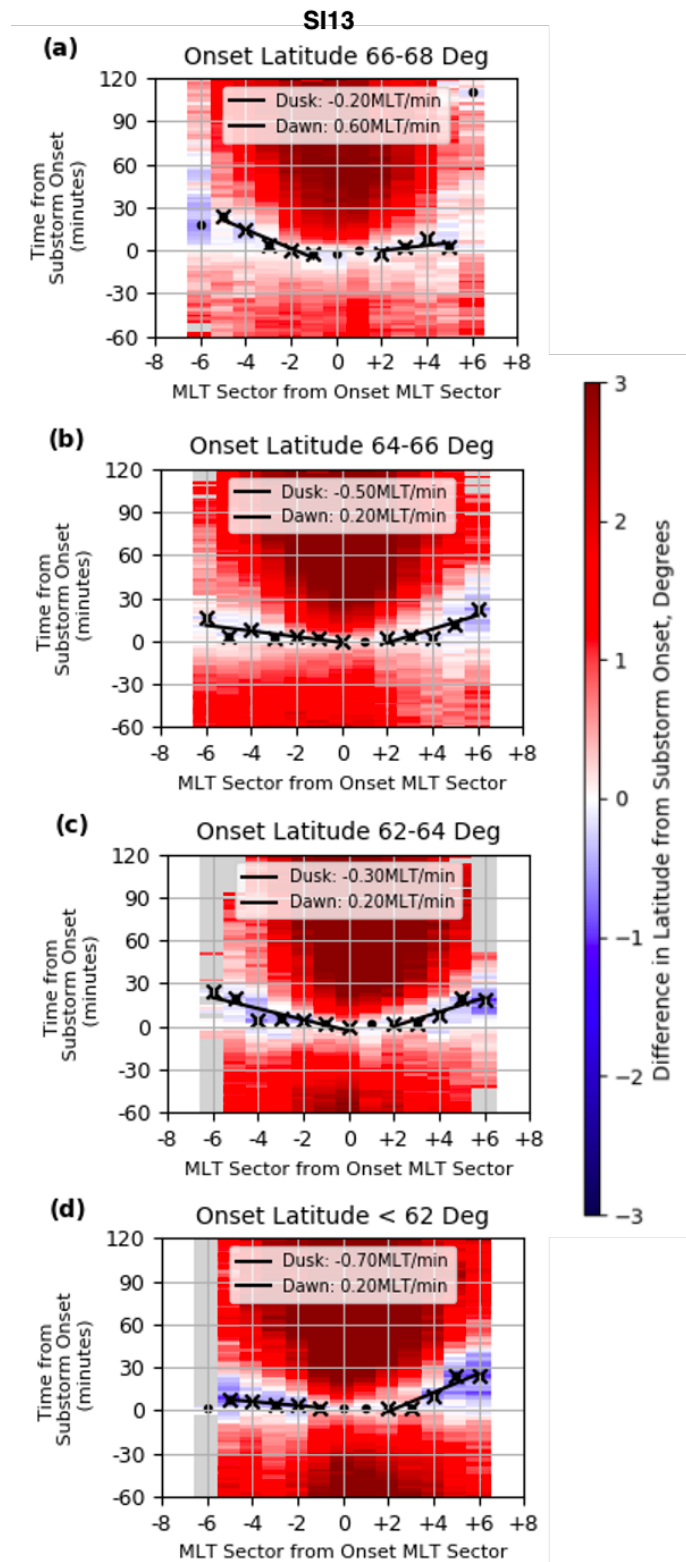 SI13
(a)
Onset Latitude 66-68 Deg
Dusk: -0.20MLT/min
Dawn: 0.60MLT/min
120
90
60
30
0
-30
-60
Time from
Substorm Onset
(minutes)
-8 -6 -4 -2 0 +2 +4 +6 +8
MLT Sector from Onset MLT Sector
(b)
Onset Latitude 64-66 Deg
Dusk: -0.50MLT/min
Dawn: 0.20MLT/min
120
90
60
30
0
-30
-60
Time from
Substorm Onset
(minutes)
-8 -6 -4 -2 0 +2 +4 +6 +8
MLT Sector from Onset MLT Sector
(c)
Onset Latitude 62-64 Deg
Dusk: -0.30MLT/min
Dawn: 0.20MLT/min
120
90
60
30
0
-30
-60
Time from
Substorm Onset
(minutes)
-8 -6 -4 -2 0 +2 +4 +6 +8
MLT Sector from Onset MLT Sector
(d)
Onset Latitude < 62 Deg
Dusk: -0.70MLT/min
Dawn: 0.20MLT/min
120
90
60
30
0
-30
-60
Time from
Substorm Onset
(minutes)
-8 -6 -4 -2 0 +2 +4 +6 +8
MLT Sector from Onset MLT Sector
3
2
1
0
−1
−2
−3
Difference in Latitude from Substorm Onset, Degrees